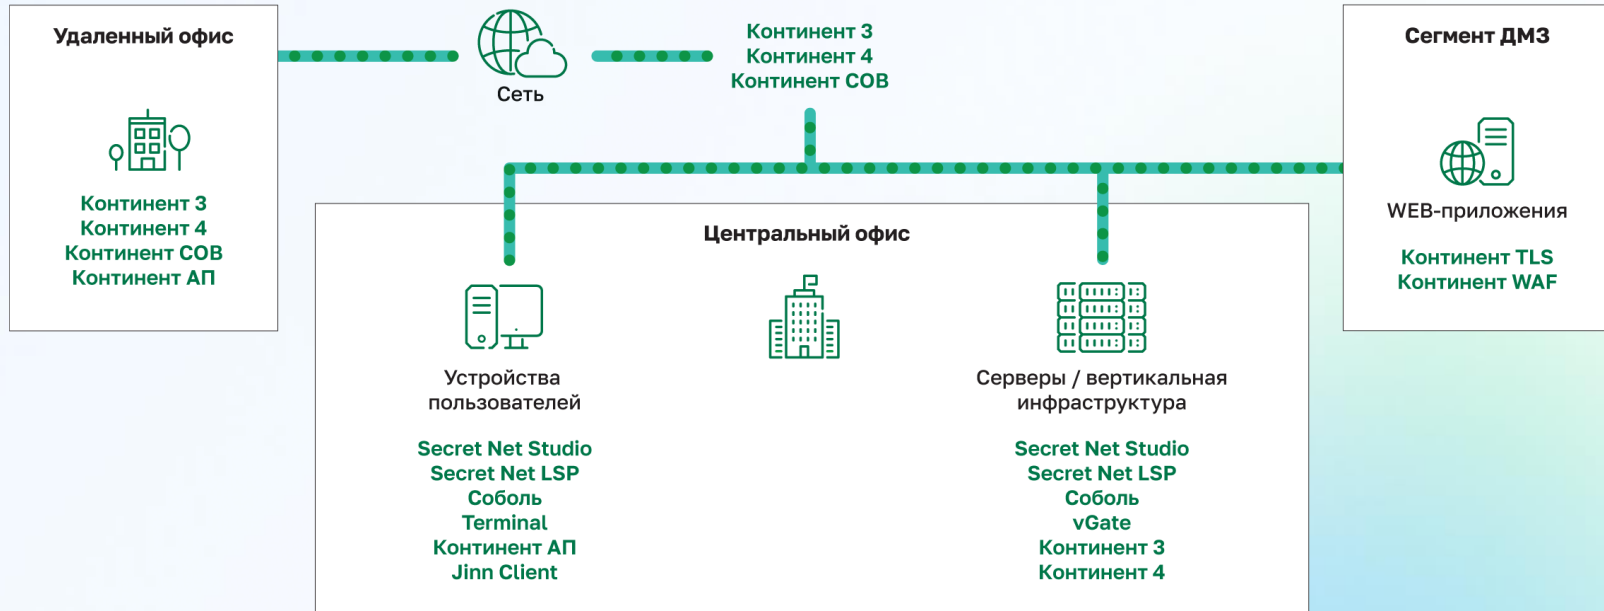 Удаленный офис
Континент 3
Континент 4
Континент СОВ
Континент АП
Сеть
Континент 3
Континент 4
Континент СОВ
Сегмент ДМЗ
WEB-приложения
Континент TLS
Континент WAF
Центральный офис
Устройства
пользователей
Secret Net Studio
Secret Net LSP
Соболь
Terminal
Континент АП
Jinn Client
Серверы / вертикальная
инфраструктура
Secret Net Studio
Secret Net LSP
Соболь
vGate
Континент 3
Континент 4